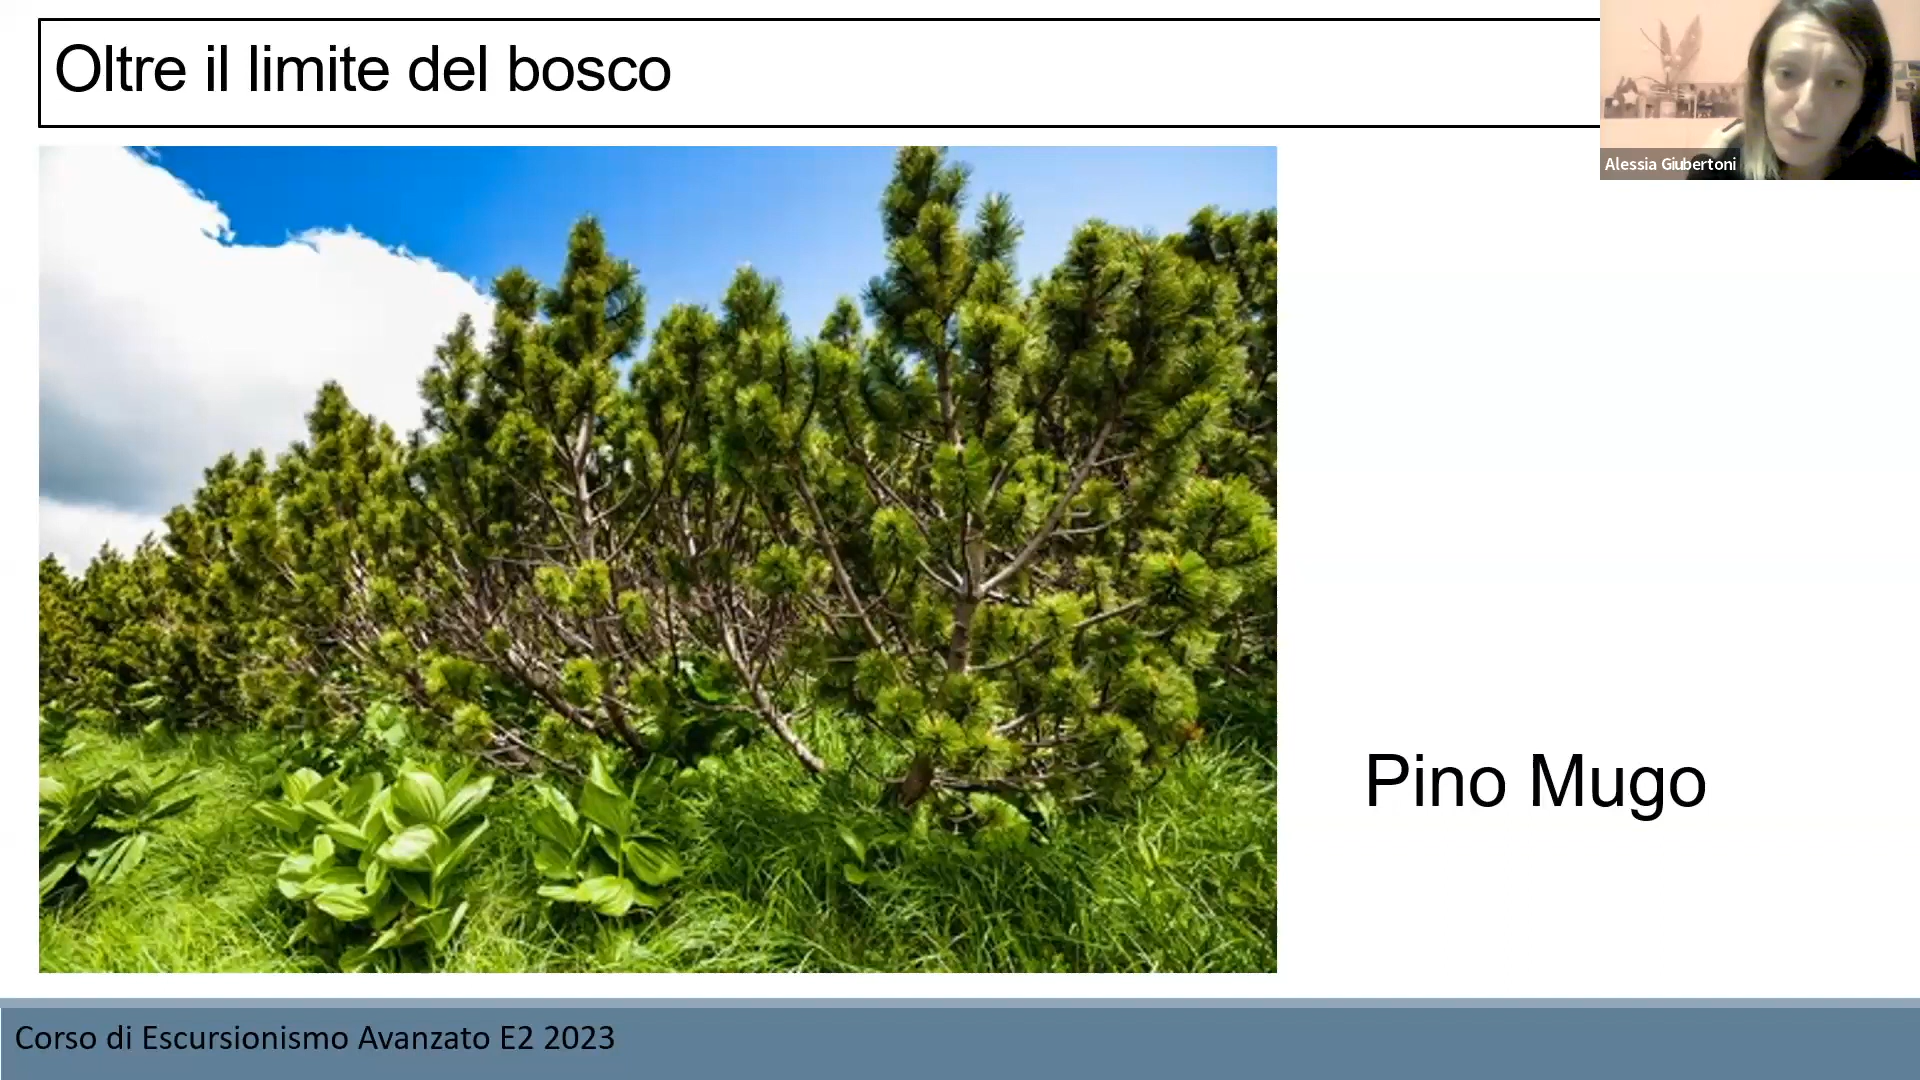 Oltre il limite del bosco
Alessia Giubertoni
Pino Mugo
Corso di Escursionismo Avanzato E2 2023